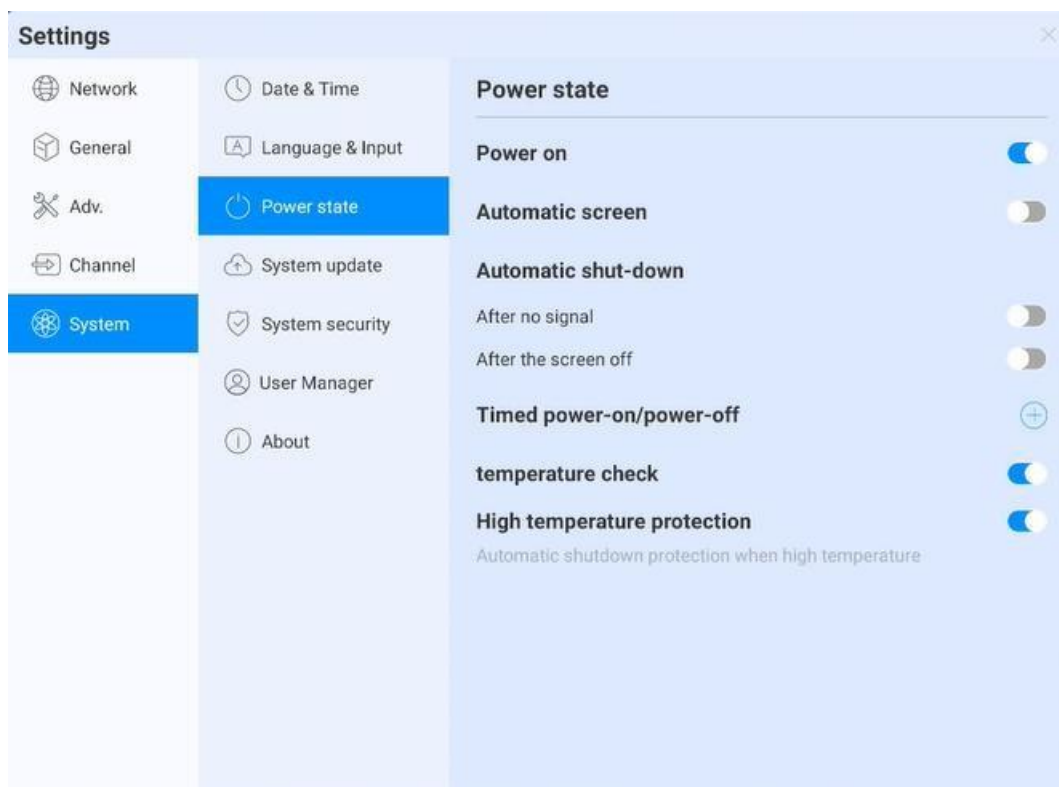 Settings
Network
General
Adv.
Channel
System
Date & Time
Language & Input
Power state
System update
System security
User Manager
About
Power state
Power on
Automatic screen
Automatic shut-down
After no signal
After the screen off
Timed power-on/power-off
temperature check
High temperature protection
Automatic shutdown protection when high temperature